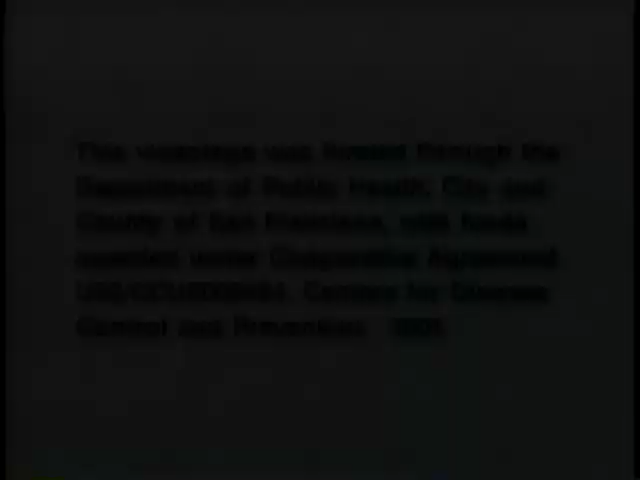 This videotape was funded through the
Department of Public Health, City and
County of San Francisco, with funds
awarded under Cooperative Agreement
Centers for Disease
Control and Prevention.